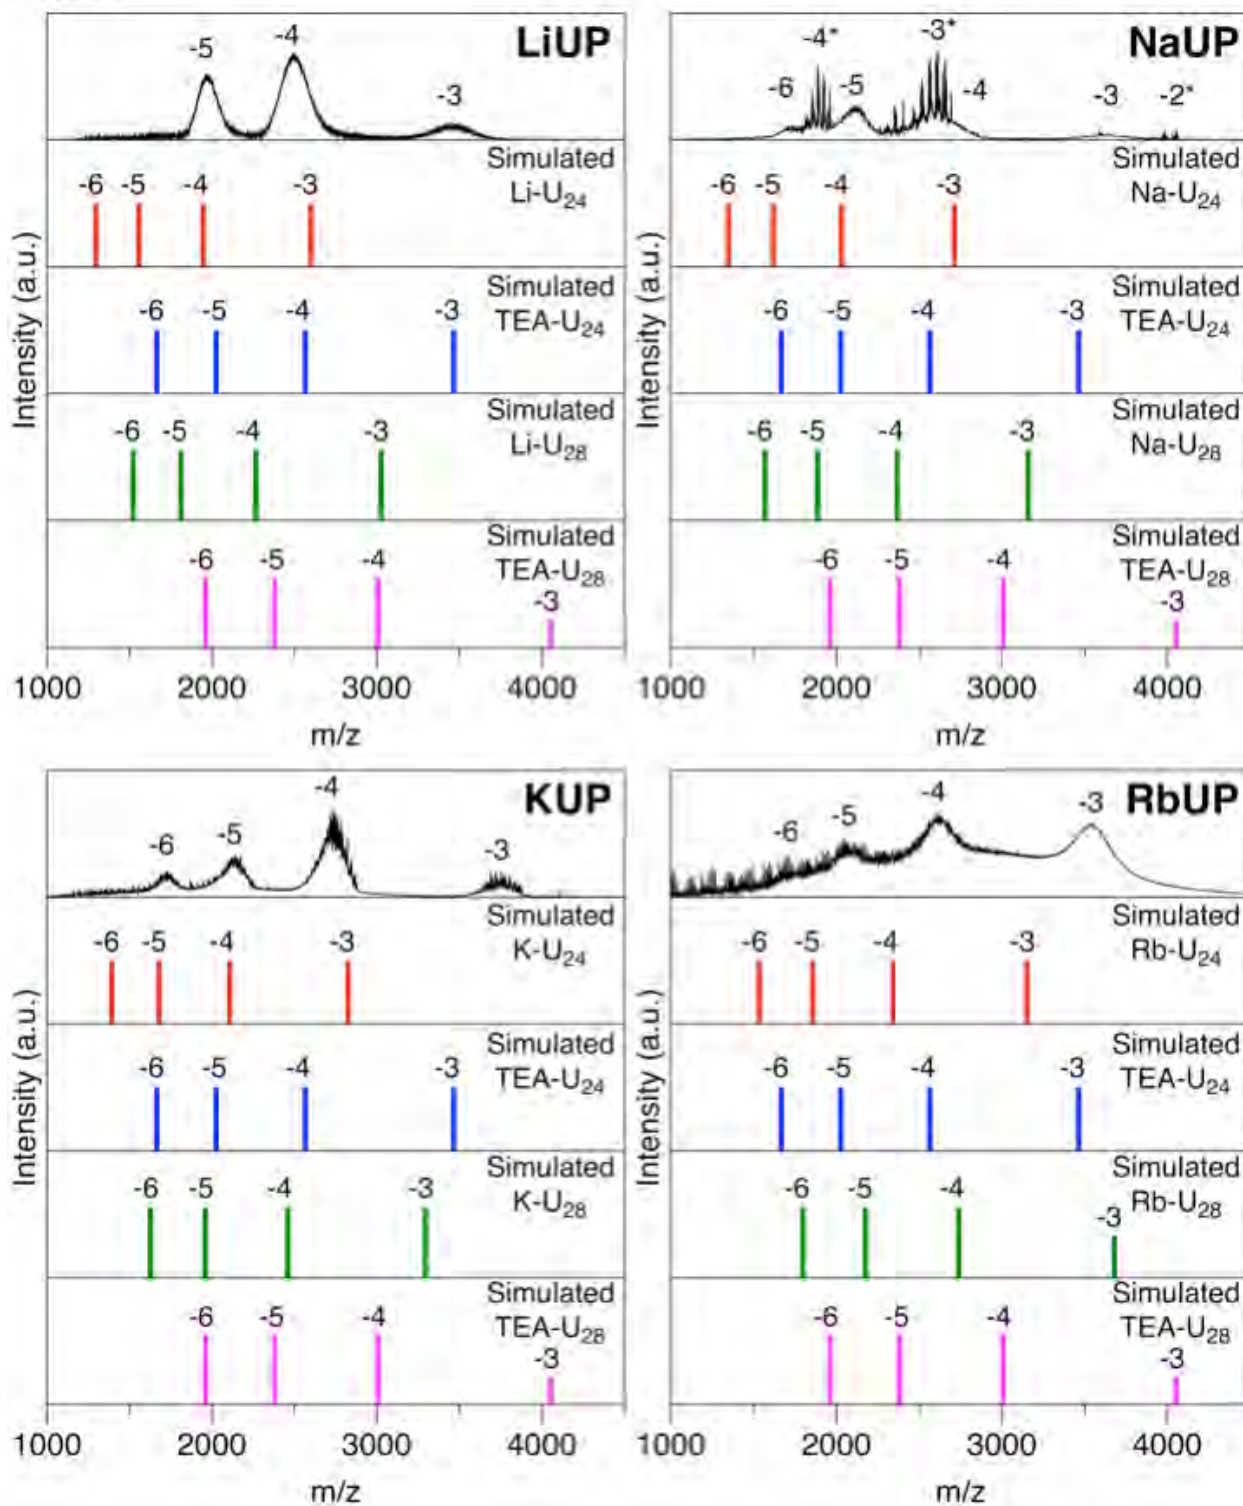 -5 -4 -3 LiUP
Simulated
Li-U24
-6 -5 -4 -3
Simulated
TEA-U24
-6 -5 -4 -3
Simulated
Li-U28
-6 -5 -4 -3
Simulated
TEA-U28
-6 -5 -4 -3
Intensity (a.u.)
1000 2000 3000 4000
m/z
-6 -4* -5 -3* -4 -3 -2* NaUP
Simulated
Na-U24
-6 -5 -4 -3
Simulated
TEA-U24
-6 -5 -4 -3
Simulated
Na-U28
-6 -5 -4 -3
Simulated
TEA-U28
-6 -5 -4 -3
Intensity (a.u.)
1000 2000 3000 4000
m/z
-6 -5 -4 -3 KUP
Simulated
K-U24
-6 -5 -4 -3
Simulated
TEA-U24
-6 -5 -4 -3
Simulated
K-U28
-6 -5 -4 -3
Simulated
TEA-U28
-6 -5 -4 -3
Intensity (a.u.)
1000 2000 3000 4000
m/z
-6 -5 -4 -3 RbUP
Simulated
Rb-U24
-6 -5 -4 -3
Simulated
TEA-U24
-6 -5 -4 -3
Simulated
Rb-U28
-6 -5 -4 -3
Simulated
TEA-U28
-6 -5 -4 -3
Intensity (a.u.)
1000 2000 3000 4000
m/z